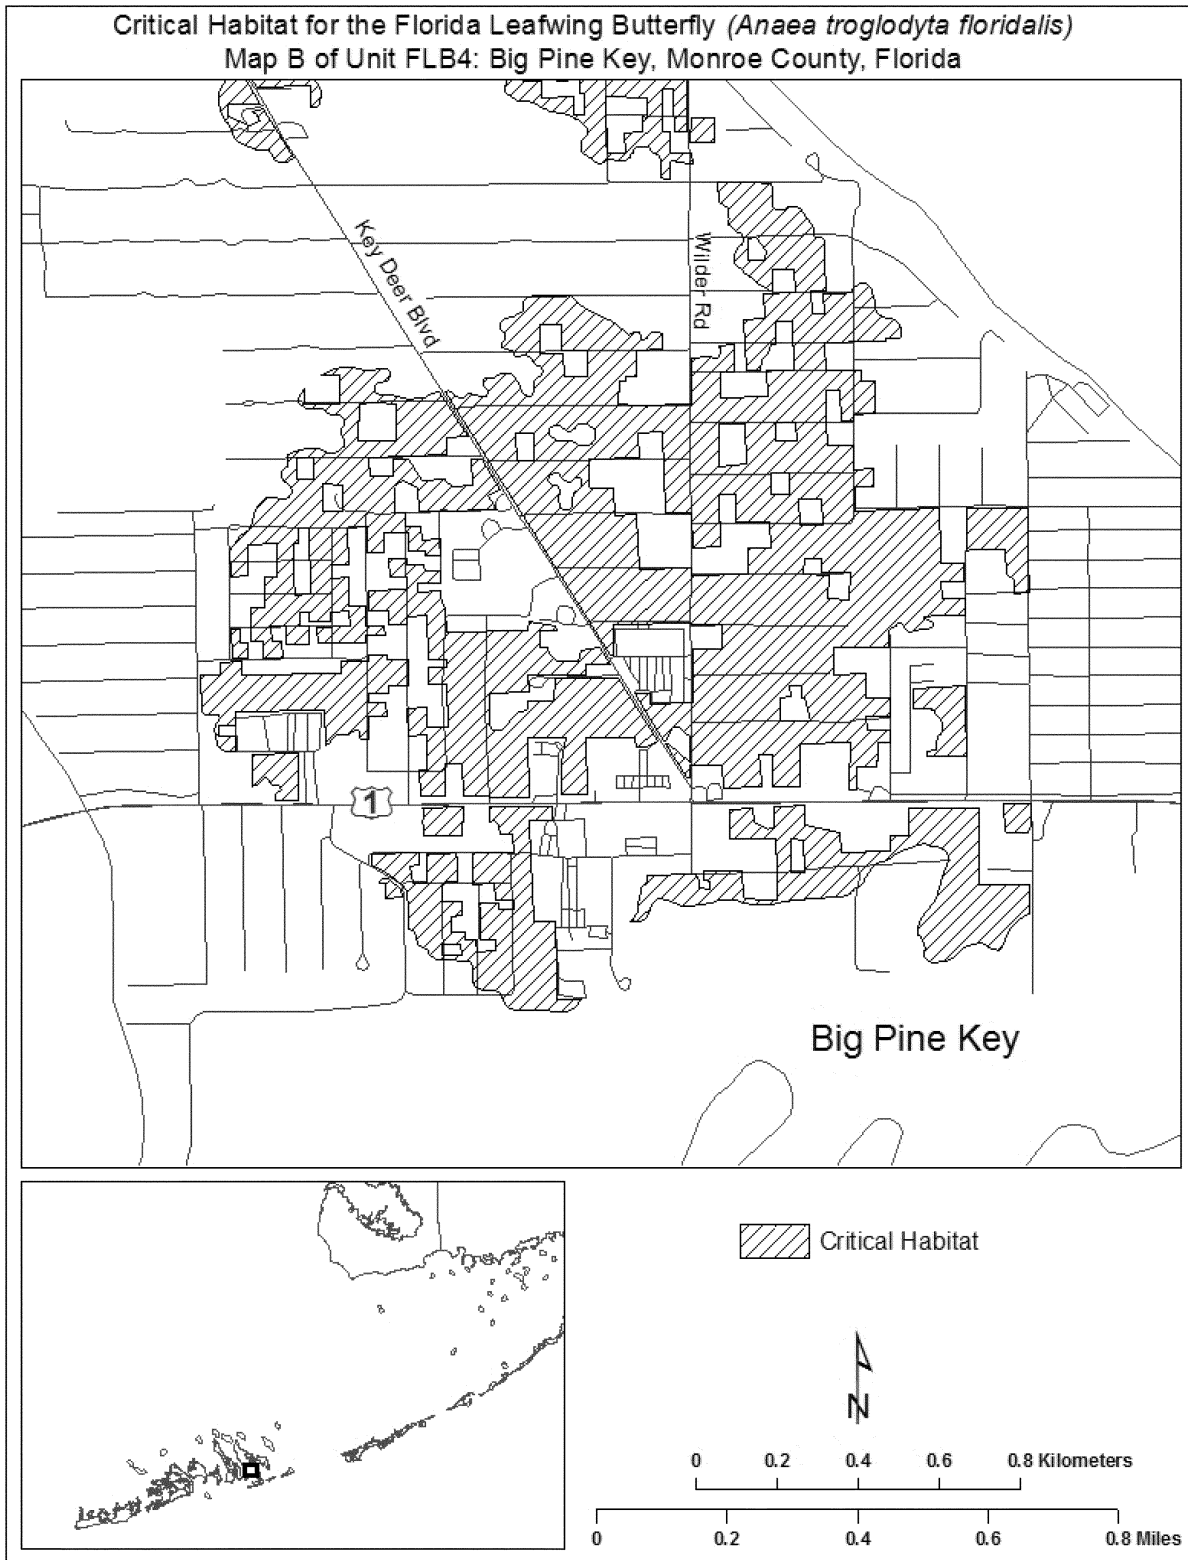 Critical Habitat for the Florida Leafwing Butterfly (Anaea troglodyta floridalis)
Map B of Unit FLB4: Big Pine Key, Monroe County, Florida
Key Deer Blvd
Wilder Rd
1
Big Pine Key
Critical Habitat
N
0 0.2 0.4 0.6 0.8 Kilometers
0 0.2 0.4 0.6 0.8 Miles